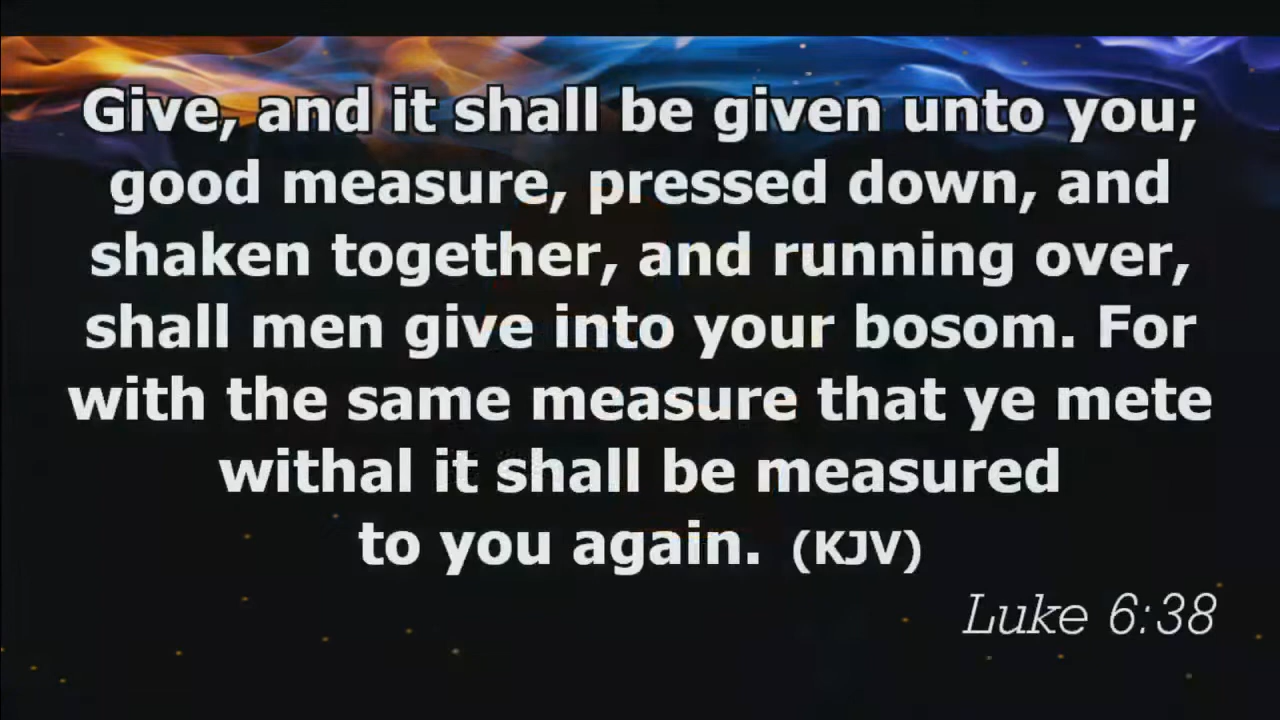 Give, and it shall be given unto you;
good measure, pressed down, and
shaken together, and running over,
shall men give into your bosom. For
with the same measure that ye mete
withal it shall be measured
to you again. (KJV)
Luke 6:38